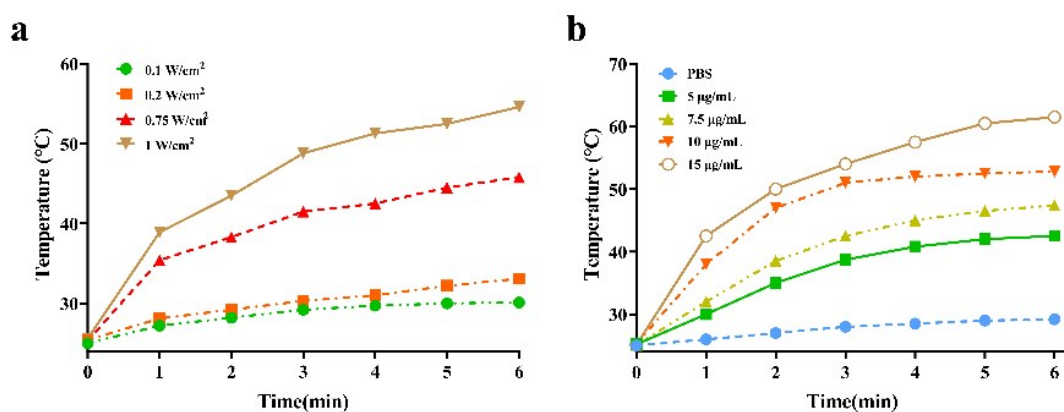 a
60
50
40
30
0
1
2
3
4
5
6
Temperature (°C)
Time(min)
0.1 W/cm²
0.2 W/cm²
0.75 W/cm²
1 W/cm²
b
70
60
50
40
30
0
1
2
3
4
5
6
Temperature (°C)
Time(min)
PBS
5 μg/mL
7.5 μg/mL
10 μg/mL
15 μg/mL